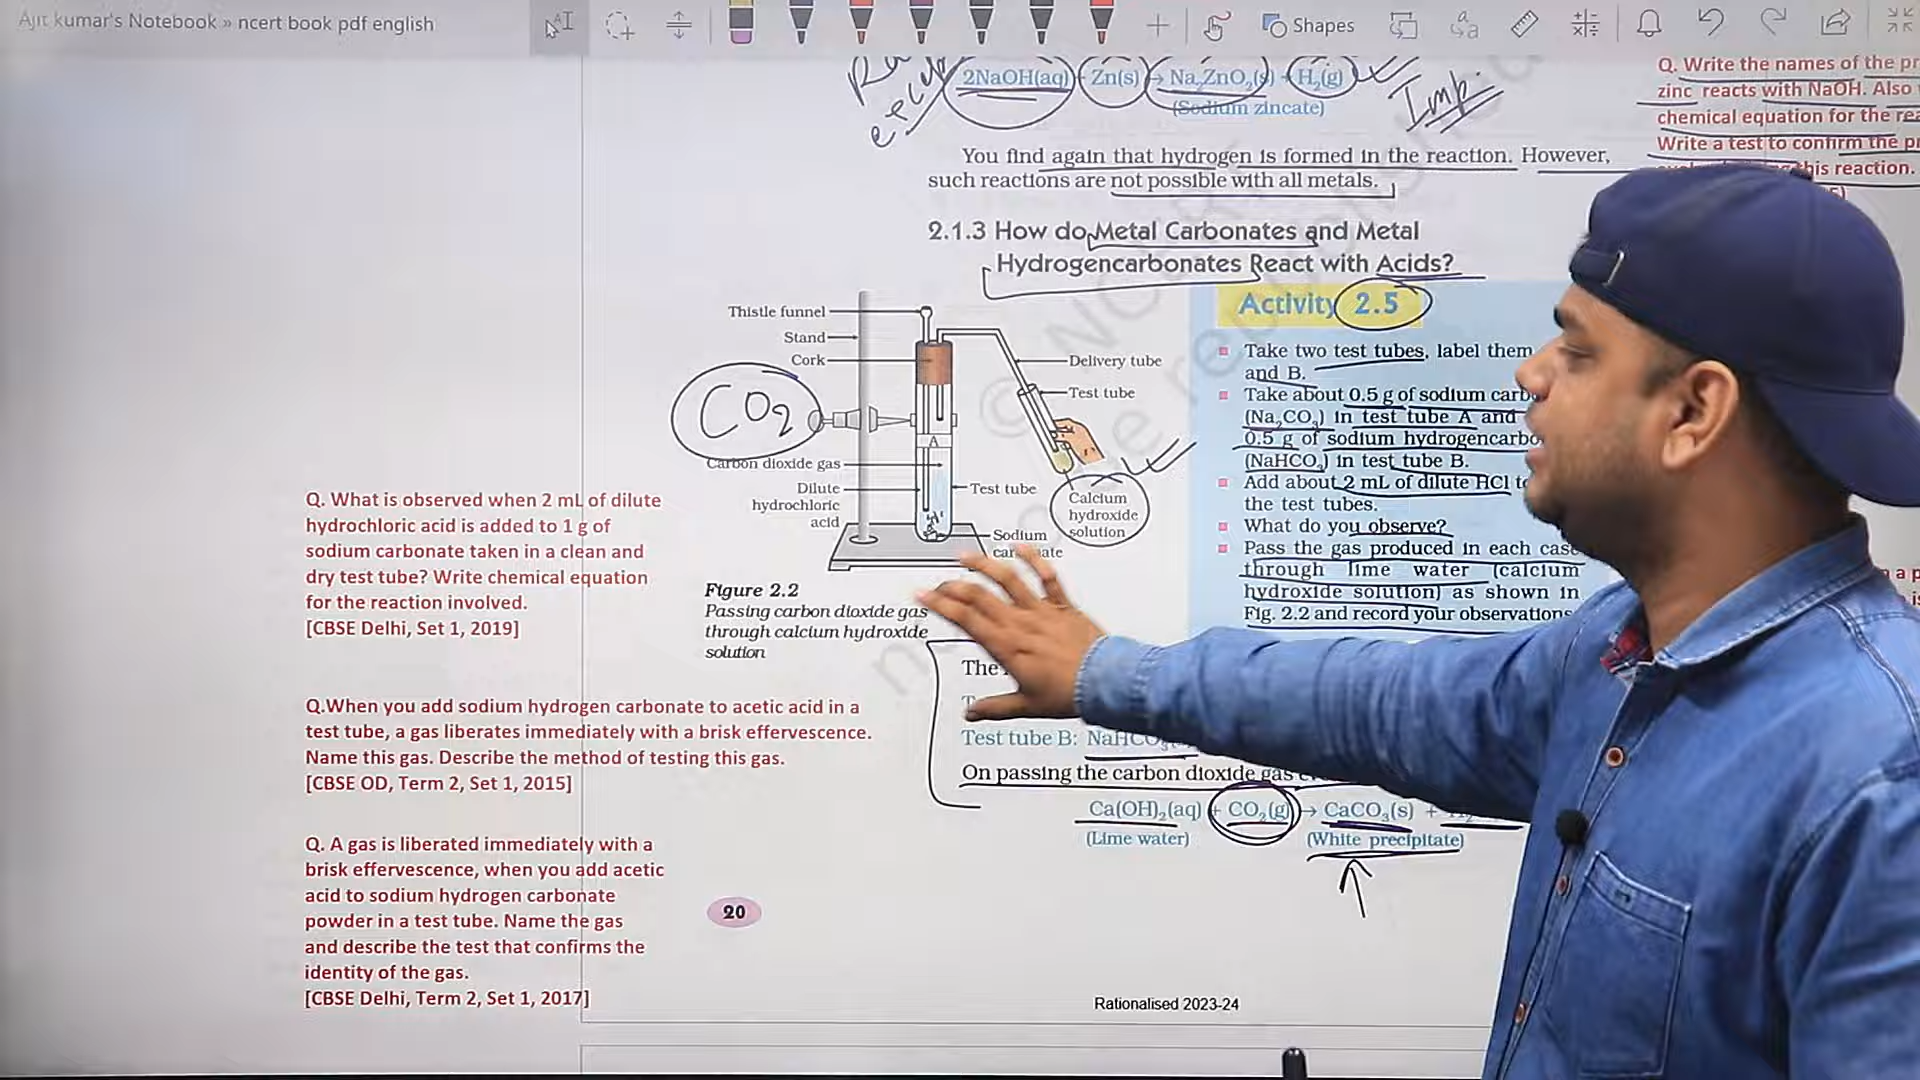 Ajit kumar's Notebook » ncert book pdf english
Shapes
2NaOH(aq) + Zn(s) → Na2ZnO2(s) + H2(g)
(Sodium zincate)
Imp.
Q. Write the names of the
zinc reacts with NaOH. Also
chemical equation for the
Write a test to confirm the
this reaction.
You find again that hydrogen is formed in the reaction. However,
such reactions are not possible with all metals.
2.1.3 How do Metal Carbonates and Metal
Hydrogencarbonates React with Acids?
Activity 2.5
Take two test tubes, label them
and B.
Take about 0.5 g of sodium
(Na2CO3) in test tube A and
0.5 g of sodium
(NaHCO3) in test tube B.
Add about 2 mL of dilute HCl
the test tubes.
What do you observe?
Pass the gas produced in each case
through lime water (calcium
hydroxide solution) as shown in
Fig. 2.2 and record your observations
Thistle funnel
Stand
Cork
CO2
Carbon dioxide gas
Dilute
hydrochloric
acid
A
Delivery tube
Test tube
Test tube
Calcium
hydroxide
solution
Sodium
Figure 2.2
Passing carbon dioxide gas
through calcium hydroxide
solution
Q. What is observed when 2 mL of dilute
hydrochloric acid is added to 1 g of
sodium carbonate taken in a clean and
dry test tube? Write chemical equation
for the reaction involved.
[CBSE Delhi, Set 1, 2019]
Q.When you add sodium hydrogen carbonate to acetic acid in a
test tube, a gas liberates immediately with a brisk effervescence.
Name this gas. Describe the method of testing this gas.
[CBSE OD, Term 2, Set 1, 2015]
Q. A gas is liberated immediately with a
brisk effervescence, when you add acetic
acid to sodium hydrogen carbonate
powder in a test tube. Name the gas
and describe the test that confirms the
identity of the gas.
[CBSE Delhi, Term 2, Set 1, 2017]
The
Test tube B: NaHCO3
On passing the carbon dioxide gas
Ca(OH)2(aq) + CO2(g) → CaCO3(s) +
(Lime water)
(White precipitate)
20
Rationalised 2023-24